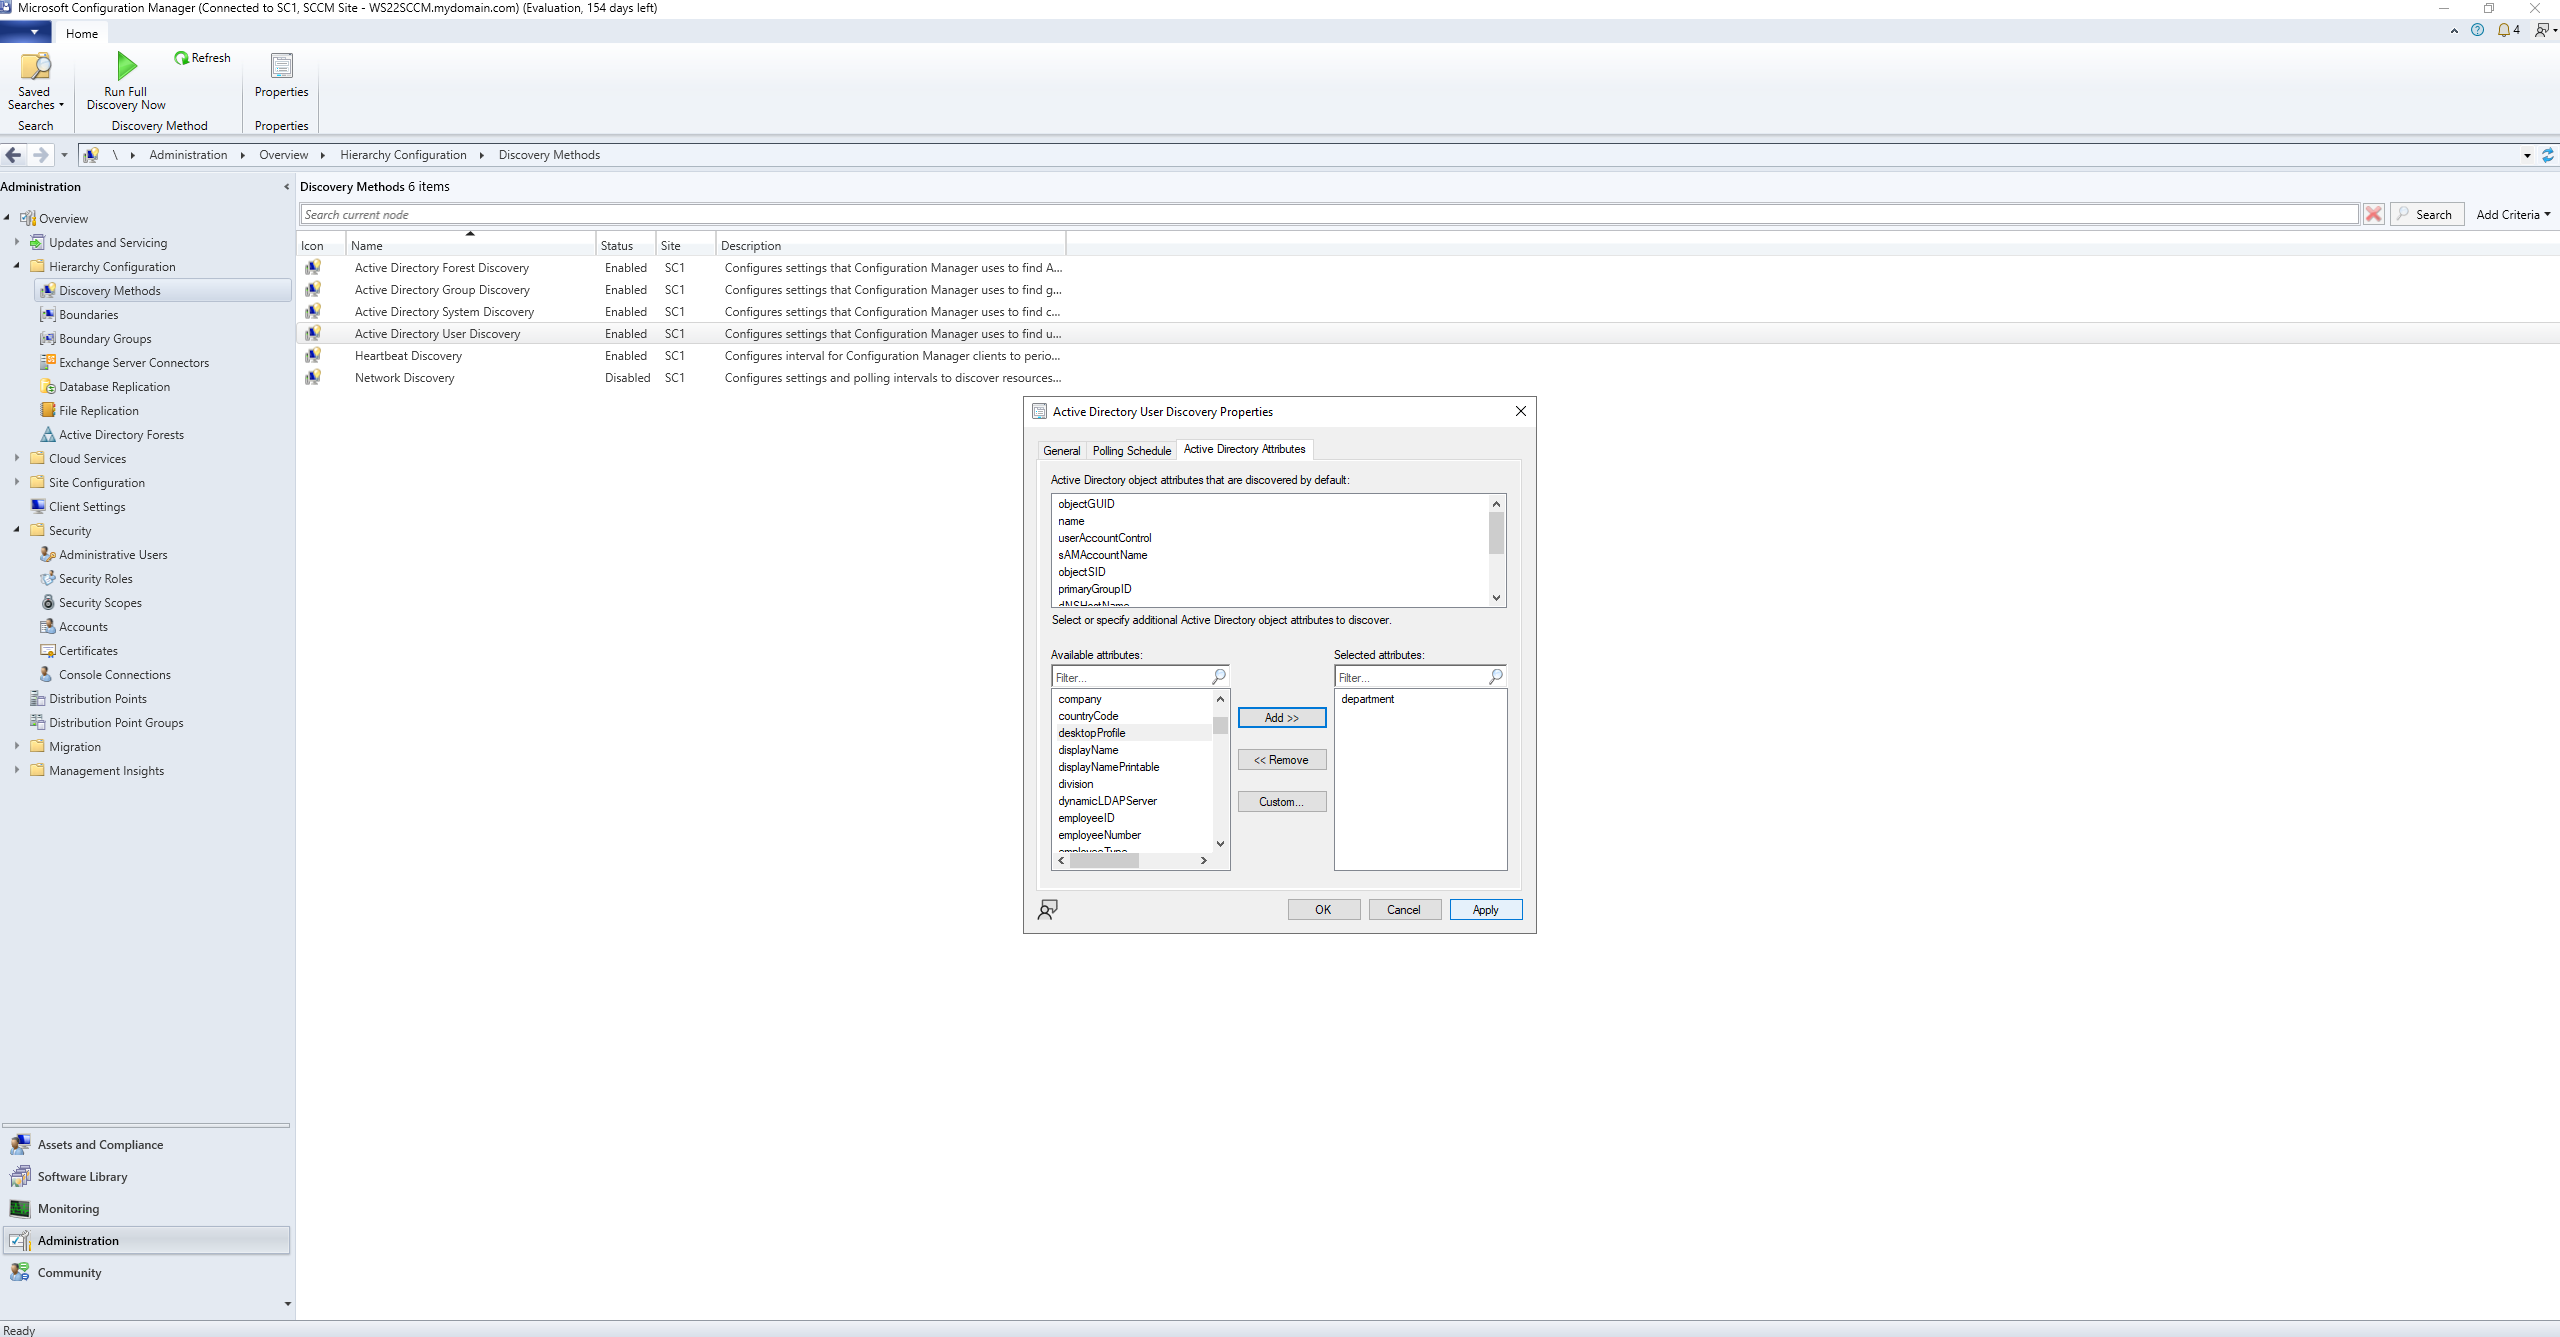 Microsoft Configuration Manager (Connected to SC1, SCCM Site - WS22SCCM.mydomain.com) (Evaluation, 154 days left)
Home
4
Saved Searches
Run Full Discovery Now
Refresh
Properties
Search
Discovery Method
Properties
\ Administration Overview Hierarchy Configuration Discovery Methods
Administration
Overview
Updates and Servicing
Hierarchy Configuration
Discovery Methods
Boundaries
Boundary Groups
Exchange Server Connectors
Database Replication
File Replication
Active Directory Forests
Cloud Services
Site Configuration
Client Settings
Security
Administrative Users
Security Roles
Security Scopes
Accounts
Certificates
Console Connections
Distribution Points
Distribution Point Groups
Migration
Management Insights
Assets and Compliance
Software Library
Monitoring
Administration
Community
Discovery Methods 6 items
Search current node
Search
Add Criteria
Icon Name Status Site Description
Active Directory Forest Discovery Enabled SC1 Configures settings that Configuration Manager uses to find A...
Active Directory Group Discovery Enabled SC1 Configures settings that Configuration Manager uses to find g...
Active Directory System Discovery Enabled SC1 Configures settings that Configuration Manager uses to find c...
Active Directory User Discovery Enabled SC1 Configures settings that Configuration Manager uses to find u...
Heartbeat Discovery Enabled SC1 Configures interval for Configuration Manager clients to perio...
Network Discovery Disabled SC1 Configures settings and polling intervals to discover resources...
Active Directory User Discovery Properties
General Polling Schedule Active Directory Attributes
Active Directory object attributes that are discovered by default:
objectGUID
name
userAccountControl
sAMAccountName
objectSID
primaryGroupID
dNSHostName
Select or specify additional Active Directory object attributes to discover.
Available attributes:
Filter...
company
countryCode
desktopProfile
displayName
displayNamePrintable
division
dynamicLDAPServer
employeeID
employeeNumber
employeeType
Add >>
<< Remove
Custom...
Selected attributes:
Filter...
department
OK
Cancel
Apply
Ready